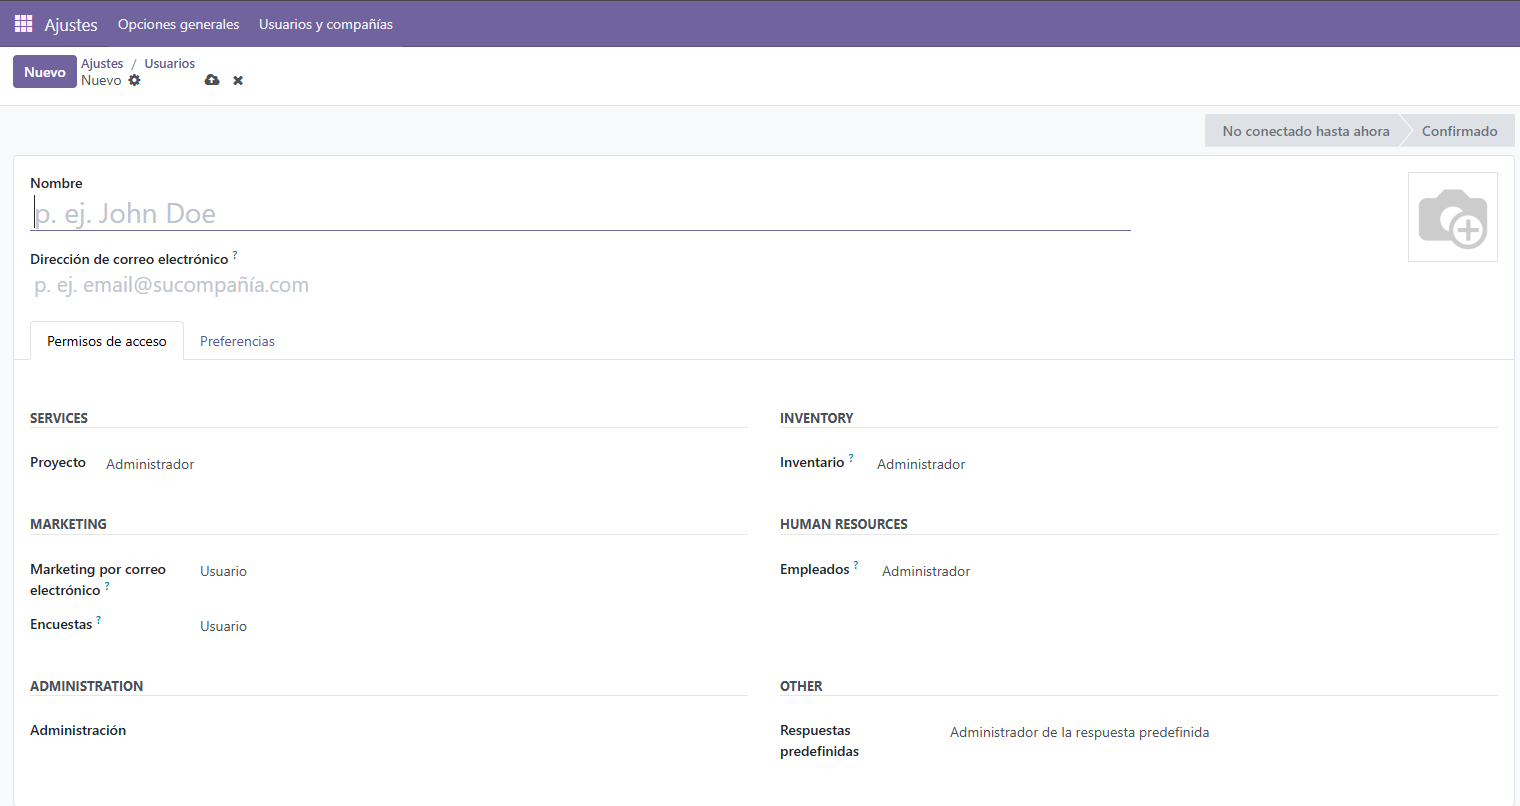 Ajustes Opciones generales Usuarios y compañías
Nuevo Ajustes / Usuarios
Nuevo
No conectado hasta ahora Confirmado
Nombre
p. ej. John Doe
Dirección de correo electrónico ?
p. ej. email@sucompañía.com
Permisos de acceso Preferencias
SERVICES INVENTORY
Proyecto Administrador Inventario ? Administrador
MARKETING HUMAN RESOURCES
Marketing por correo electrónico ? Usuario Empleados ? Administrador
Encuestas ? Usuario
ADMINISTRATION OTHER
Administración Respuestas predefinidas Administrador de la respuesta predefinida